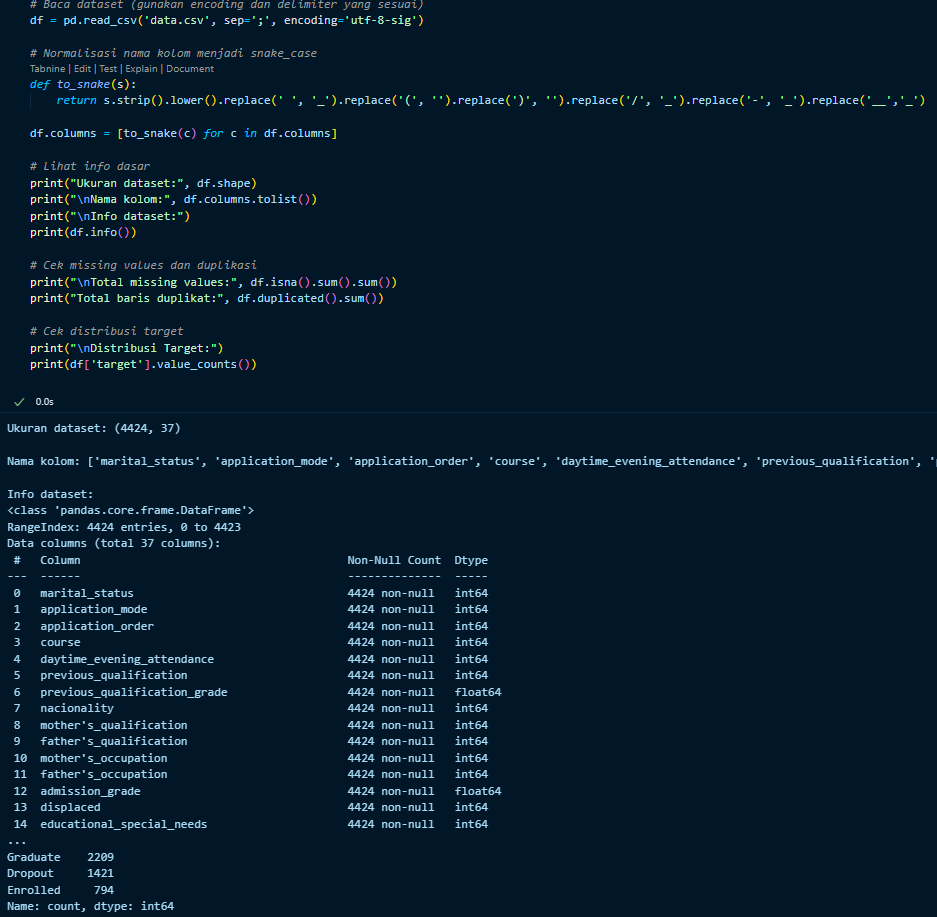 # Baca dataset (gunakan encoding dan delimiter yang sesuai)
df = pd.read_csv('data.csv', sep=';', encoding='utf-8-sig')
# Normalisasi nama kolom menjadi snake_case
Tabnine | Edit | Test | Explain | Document
def to_snake(s):
    return s.strip().lower().replace(' ', '_').replace('(', '').replace(')', '').replace('/', '_').replace('-', '_').replace('__','_')
df.columns = [to_snake(c) for c in df.columns]
# Lihat info dasar
print("Ukuran dataset:", df.shape)
print("\nNama kolom:", df.columns.tolist())
print("\nInfo dataset:")
print(df.info())
# Cek missing values dan duplikasi
print("\nTotal missing values:", df.isna().sum().sum())
print("Total baris duplikat:", df.duplicated().sum())
# Cek distribusi target
print("\nDistribusi Target:")
print(df['target'].value_counts())
0.0s
Ukuran dataset: (4424, 37)
Nama kolom: ['marital_status', 'application_mode', 'application_order', 'course', 'daytime_evening_attendance', 'previous_qualification', '
Info dataset:
<class 'pandas.core.frame.DataFrame'>
RangeIndex: 4424 entries, 0 to 4423
Data columns (total 37 columns):
 #   Column                                         Non-Null Count  Dtype
---  ------                                         --------------  -----
 0   marital_status                                 4424 non-null   int64
 1   application_mode                               4424 non-null   int64
 2   application_order                              4424 non-null   int64
 3   course                                         4424 non-null   int64
 4   daytime_evening_attendance                     4424 non-null   int64
 5   previous_qualification                         4424 non-null   int64
 6   previous_qualification_grade                   4424 non-null   float64
 7   nacionality                                    4424 non-null   int64
 8   mother's_qualification                         4424 non-null   int64
 9   father's_qualification                         4424 non-null   int64
 10  mother's_occupation                            4424 non-null   int64
 11  father's_occupation                            4424 non-null   int64
 12  admission_grade                                4424 non-null   float64
 13  displaced                                      4424 non-null   int64
 14  educational_special_needs                      4424 non-null   int64
...
Graduate    2209
Dropout     1421
Enrolled     794
Name: count, dtype: int64